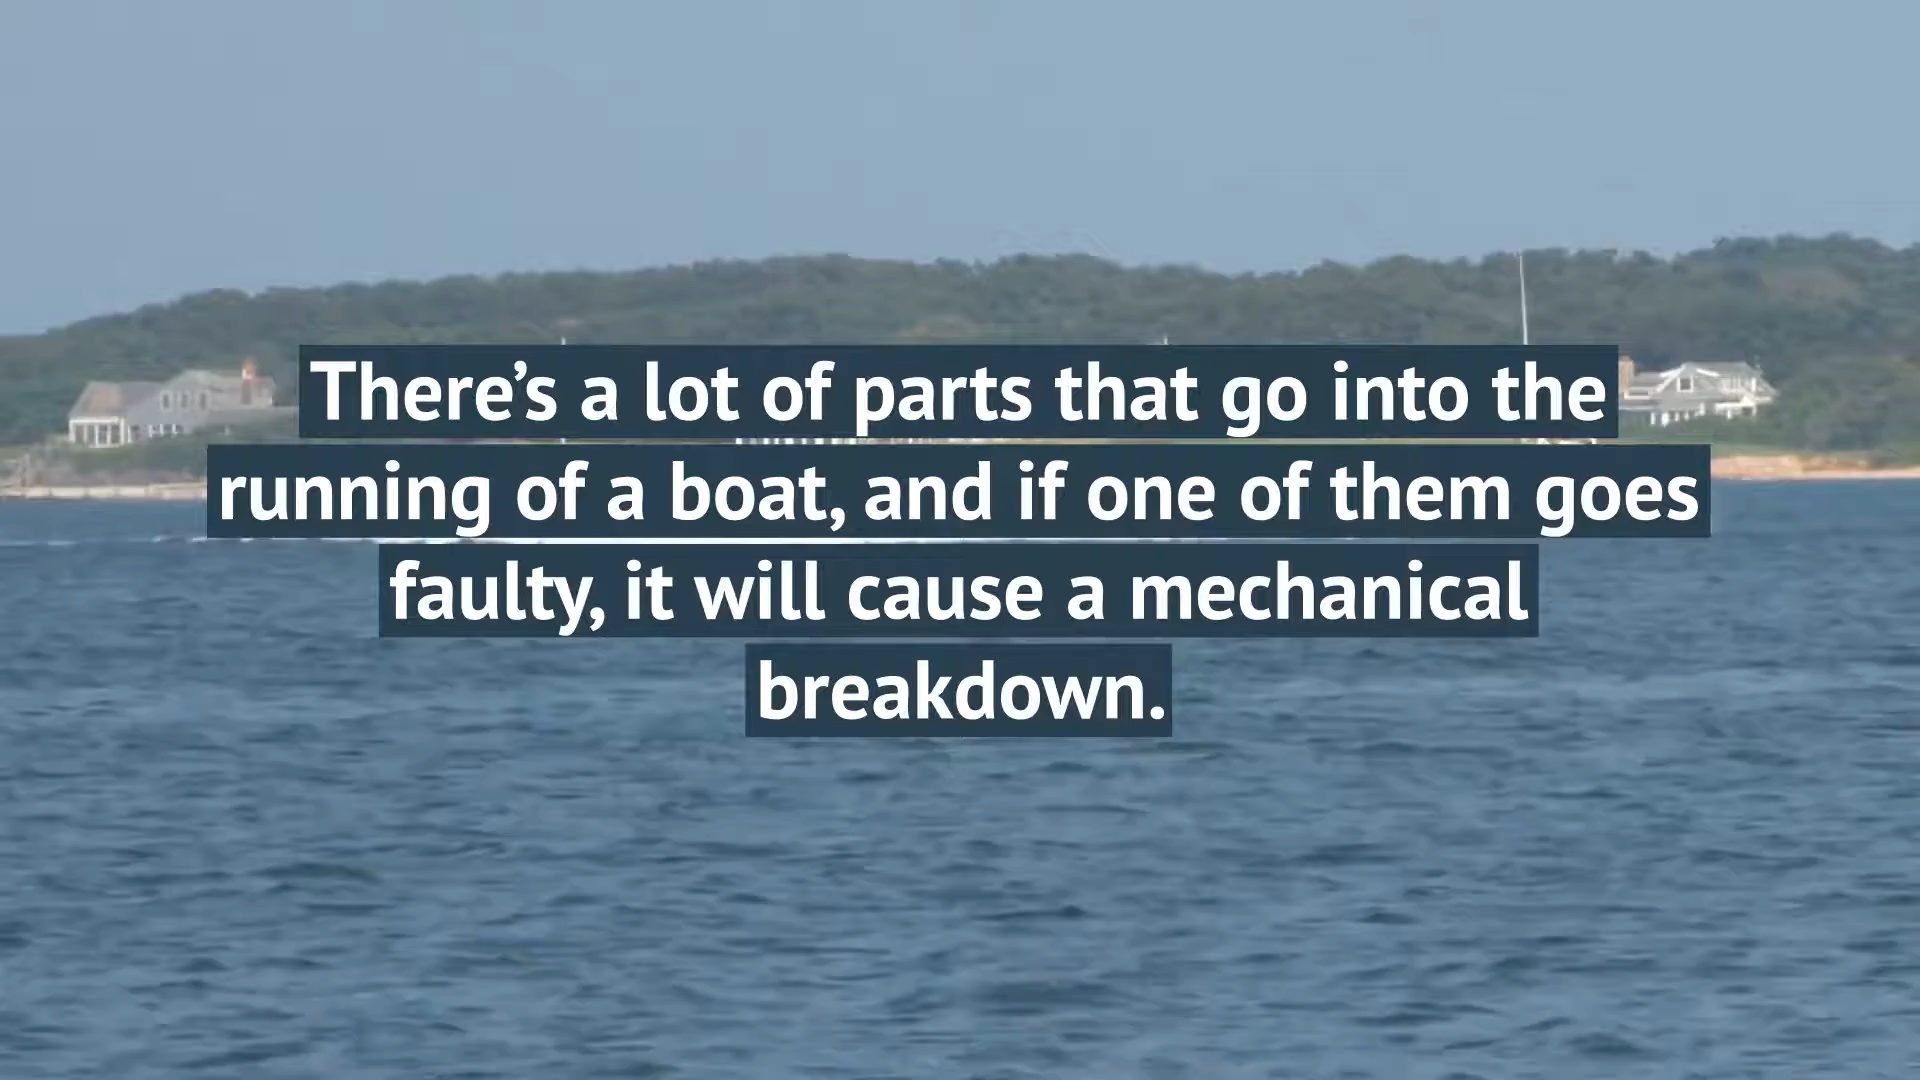 There’s a lot of parts that go into the
running of a boat, and if one of them goes
faulty, it will cause a mechanical
breakdown.